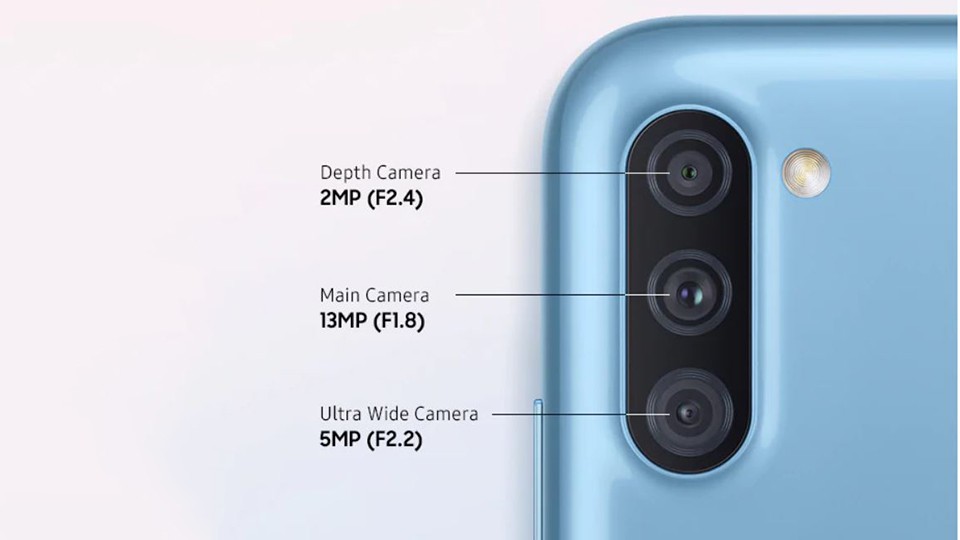 Depth Camera
2MP (F2.4)
Main Camera
13MP (F1.8)
Ultra Wide Camera
5MP (F2.2)